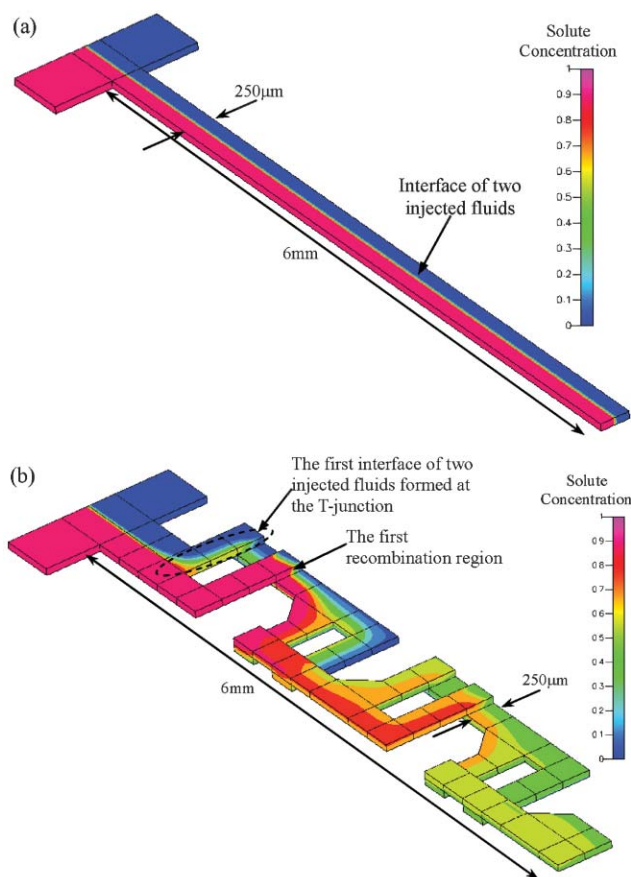 (a)
Solute
Concentration
250μm
1
0.9
0.8
0.7
0.6
0.5
0.4
0.3
0.2
0.1
0
Interface of two
injected fluids
6mm
(b)
The first interface of two
injected fluids formed at
the T-junction
Solute
Concentration
The first
recombination region
1
0.9
0.8
0.7
0.6
0.5
0.4
0.3
0.2
0.1
0
250μm
6mm